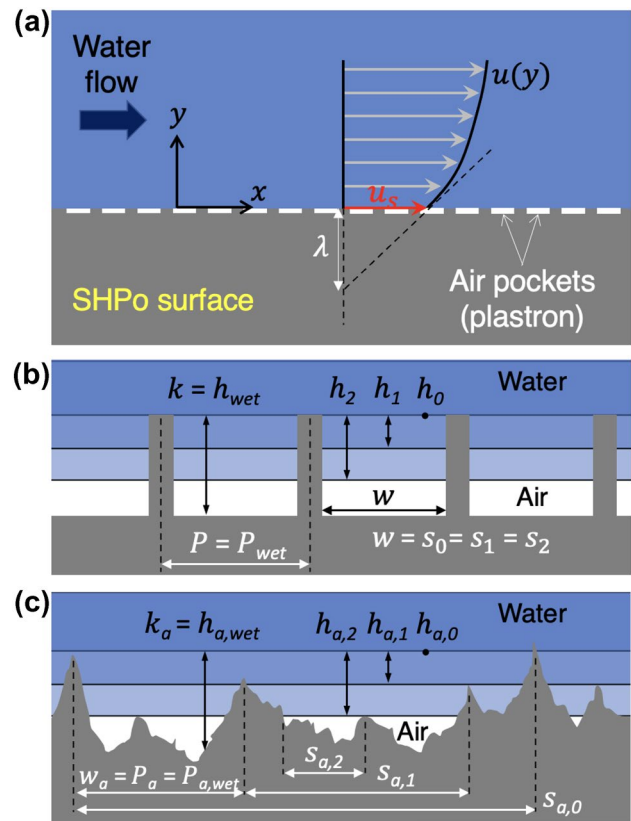 (a)
Water
flow
y
x
u(y)
u_s
λ
SHPo surface
Air pockets
(plastron)
(b)
k = h_wet
h_2 h_1 h_0
Water
w
Air
P = P_wet
w = s_0 = s_1 = s_2
(c)
k_a = h_a,wet
h_a,2 h_a,1 h_a,0
Water
Air
s_a,2
w_a = P_a = P_a,wet
s_a,1
s_a,0